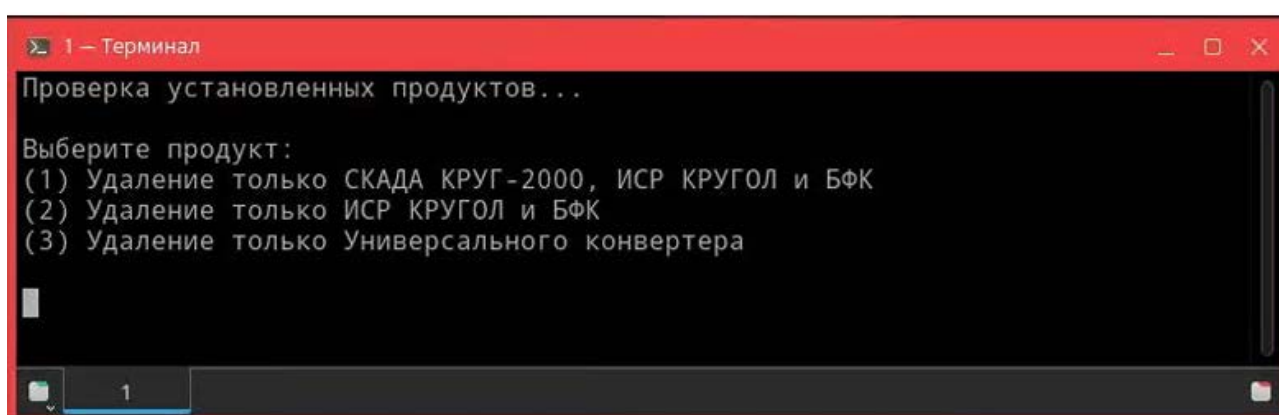 1 — Терминал
Проверка установленных продуктов...
Выберите продукт:
(1) Удаление только СКАДА КРУГ-2000, ИСР КРУГОЛ и БФК
(2) Удаление только ИСР КРУГОЛ и БФК
(3) Удаление только Универсального конвертера
1